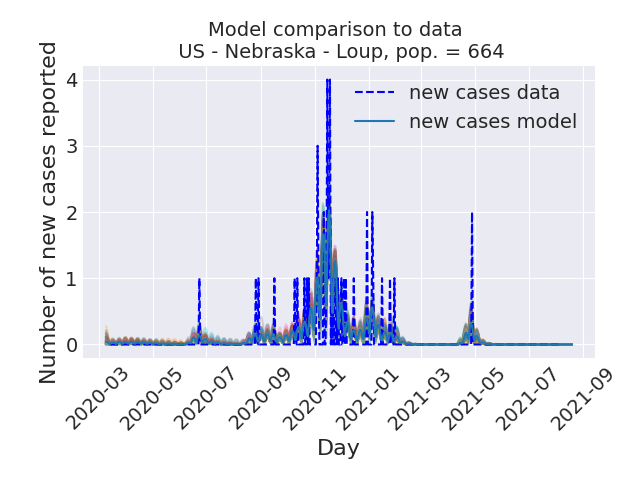 Model comparison to data
US - Nebraska - Loup, pop. = 664
Number of new cases reported
4
3
2
1
0
new cases data
new cases model
2020-03
2020-05
2020-07
2020-09
2020-11
2021-01
2021-03
2021-05
2021-07
2021-09
Day